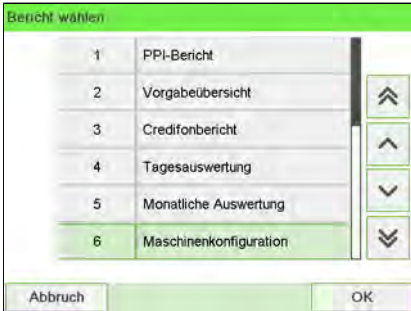 Bericht wählen
1 PPI-Bericht
2 Vorgabeübersicht
3 Credifonbericht
4 Tagesauswertung
5 Monatliche Auswertung
6 Maschinenkonfiguration
Abbruch OK